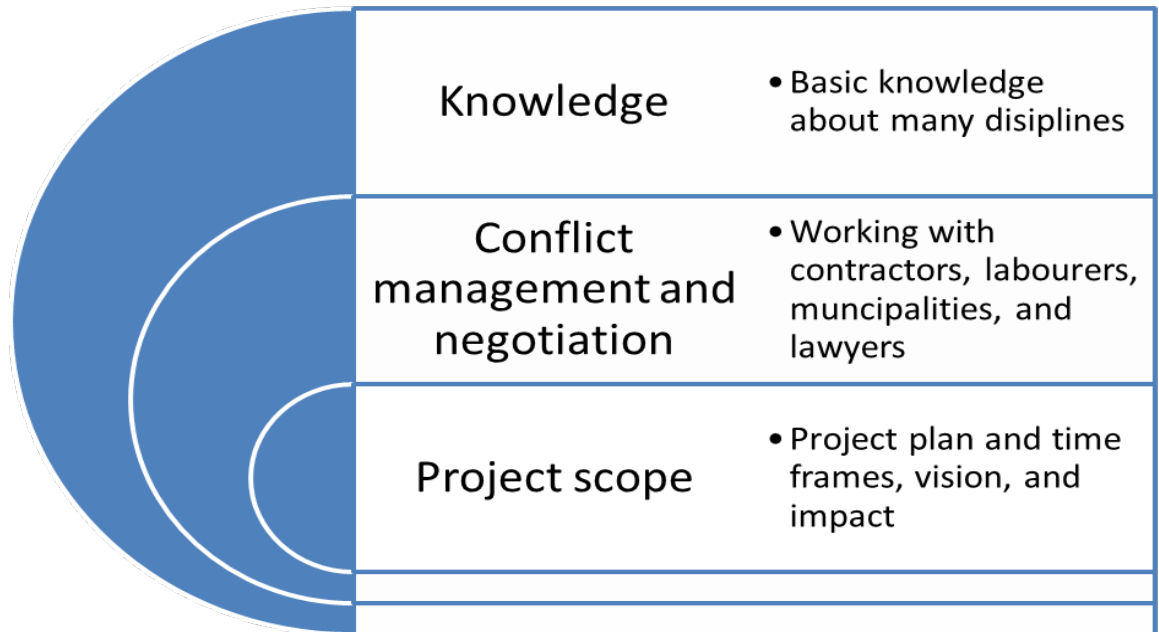 Knowledge
• Basic knowledge
about many disiplines
Conflict
management and
negotiation
• Working with
contractors, labourers,
muncipalities, and
lawyers
Project scope
• Project plan and time
frames, vision, and
impact